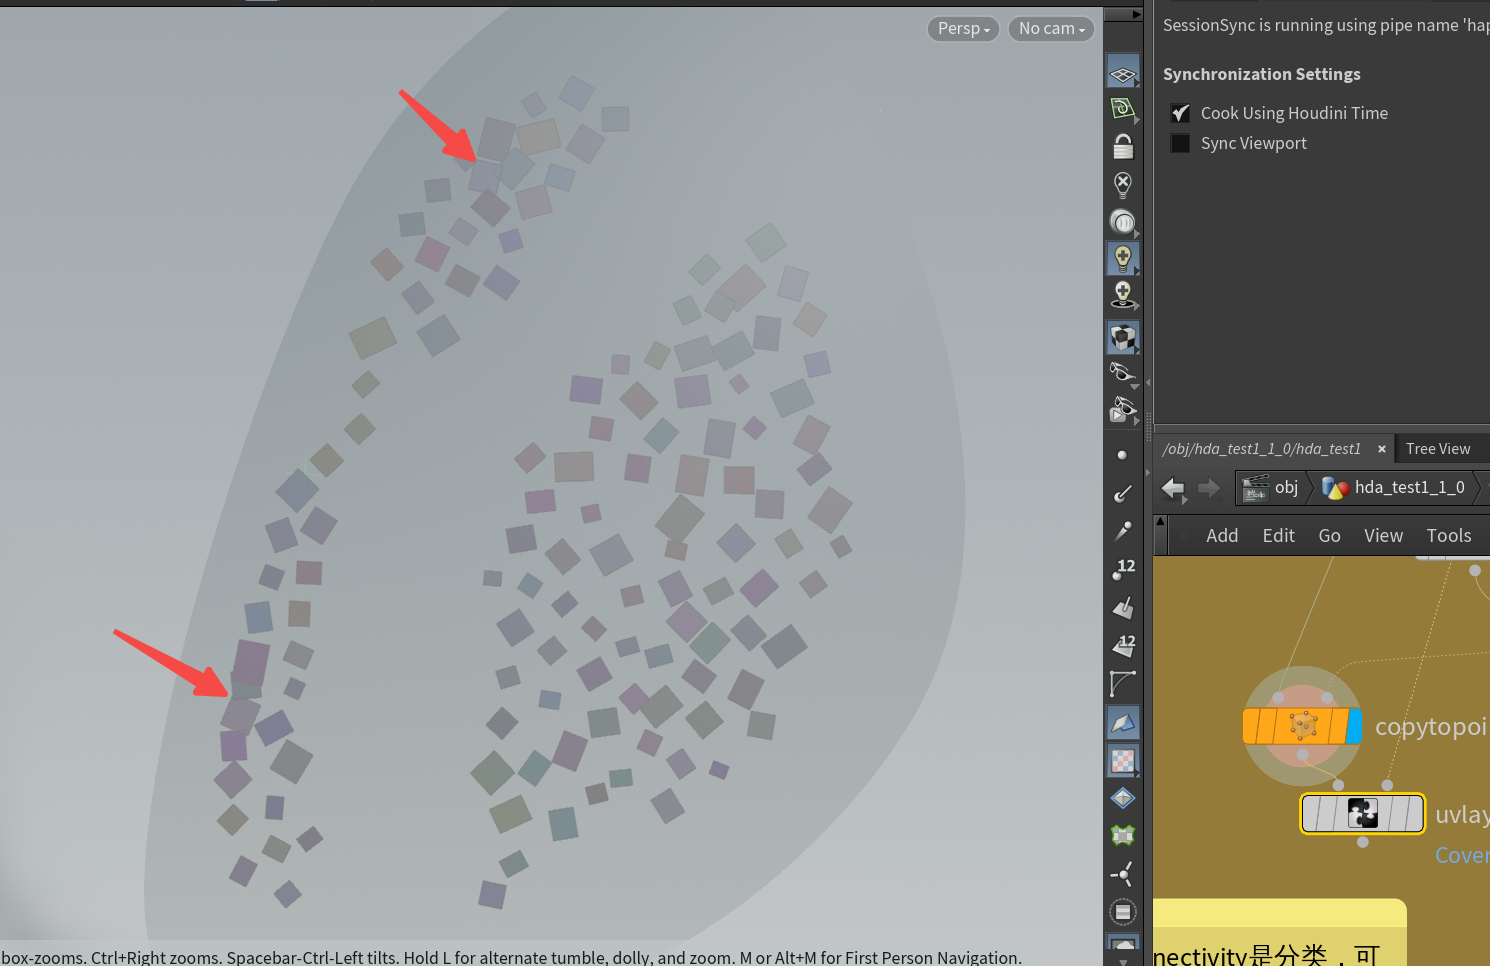 Persp
No cam
SessionSync is running using pipe name 'hap
Synchronization Settings
Cook Using Houdini Time
Sync Viewport
12
12
/obj/hda_test1_1_0/hda_test1
Tree View
obj
hda_test1_1_0
Add Edit Go View Tools
copytopoi
uvlay
Cover
nectivity是分类，可
box-zooms. Ctrl+Right zooms. Spacebar-Ctrl-Left tilts. Hold L for alternate tumble, dolly, and zoom. M or Alt+M for First Person Navigation.